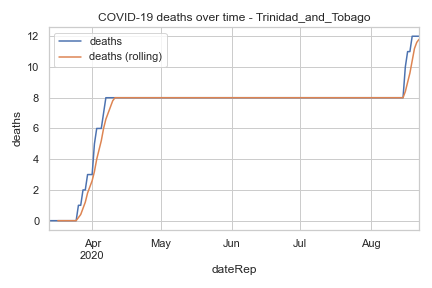 COVID-19 deaths over time - Trinidad_and_Tobago
deaths
deaths (rolling)
12
10
8
6
4
2
0
deaths
Apr
2020
May
Jun
Jul
Aug
dateRep